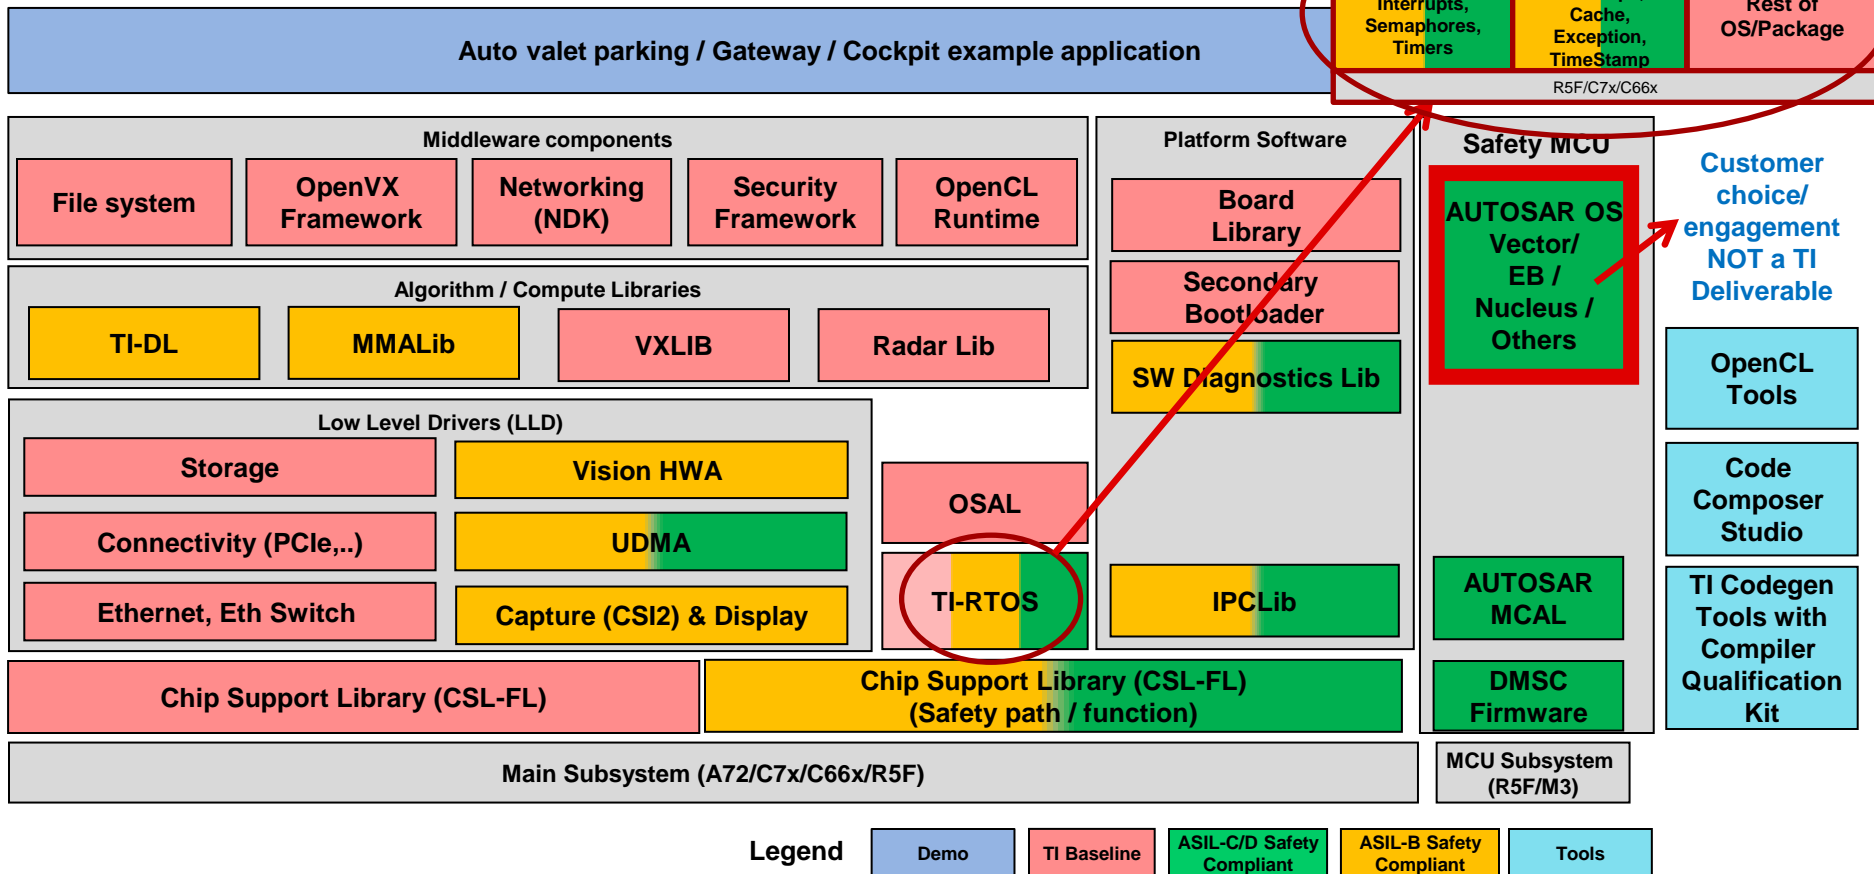 Interrupts,
Semaphores,
Timers
Cache,
Exception,
TimeStamp
Rest of
OS/Package
R5F/C7x/C66x
Auto valet parking / Gateway / Cockpit example application
Middleware components
File system
OpenVX
Framework
Networking
(NDK)
Security
Framework
OpenCL
Runtime
Algorithm / Compute Libraries
TI-DL
MMALib
VXLIB
Radar Lib
Low Level Drivers (LLD)
Storage
Vision HWA
Connectivity (PCIe,..)
UDMA
Ethernet, Eth Switch
Capture (CSI2) & Display
OSAL
TI-RTOS
Platform Software
Board
Library
Secondary
Bootloader
SW Diagnostics Lib
IPCLib
Safety MCU
AUTOSAR OS
Vector/
EB /
Nucleus /
Others
AUTOSAR
MCAL
DMSC
Firmware
Customer
choice/
engagement
NOT a TI
Deliverable
OpenCL
Tools
Code
Composer
Studio
TI Codegen
Tools with
Compiler
Qualification
Kit
Chip Support Library (CSL-FL)
Chip Support Library (CSL-FL)
(Safety path / function)
Main Subsystem (A72/C7x/C66x/R5F)
MCU Subsystem
(R5F/M3)
Legend
Demo
TI Baseline
ASIL-C/D Safety
Compliant
ASIL-B Safety
Compliant
Tools